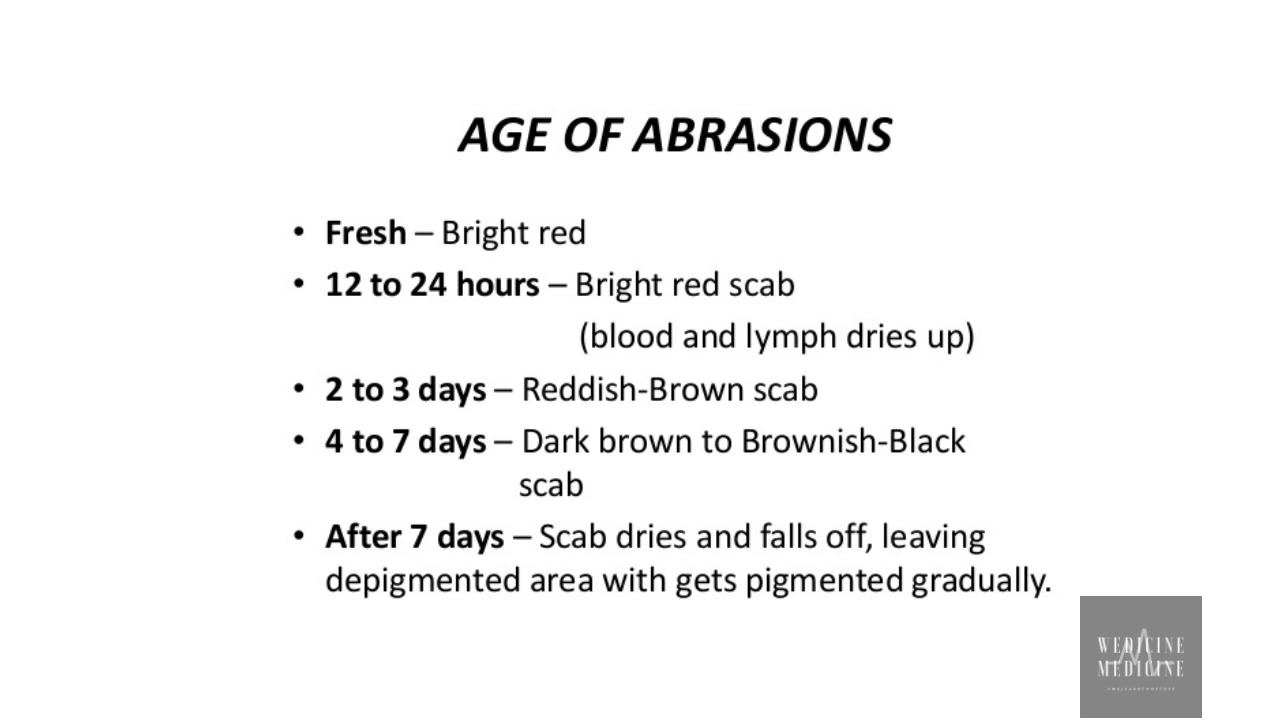 AGE OF ABRASIONS
• Fresh – Bright red
• 12 to 24 hours – Bright red scab
(blood and lymph dries up)
• 2 to 3 days – Reddish-Brown scab
• 4 to 7 days – Dark brown to Brownish-Black
scab
• After 7 days – Scab dries and falls off, leaving
depigmented area with gets pigmented gradually.
WEDICINE
MEDICINE